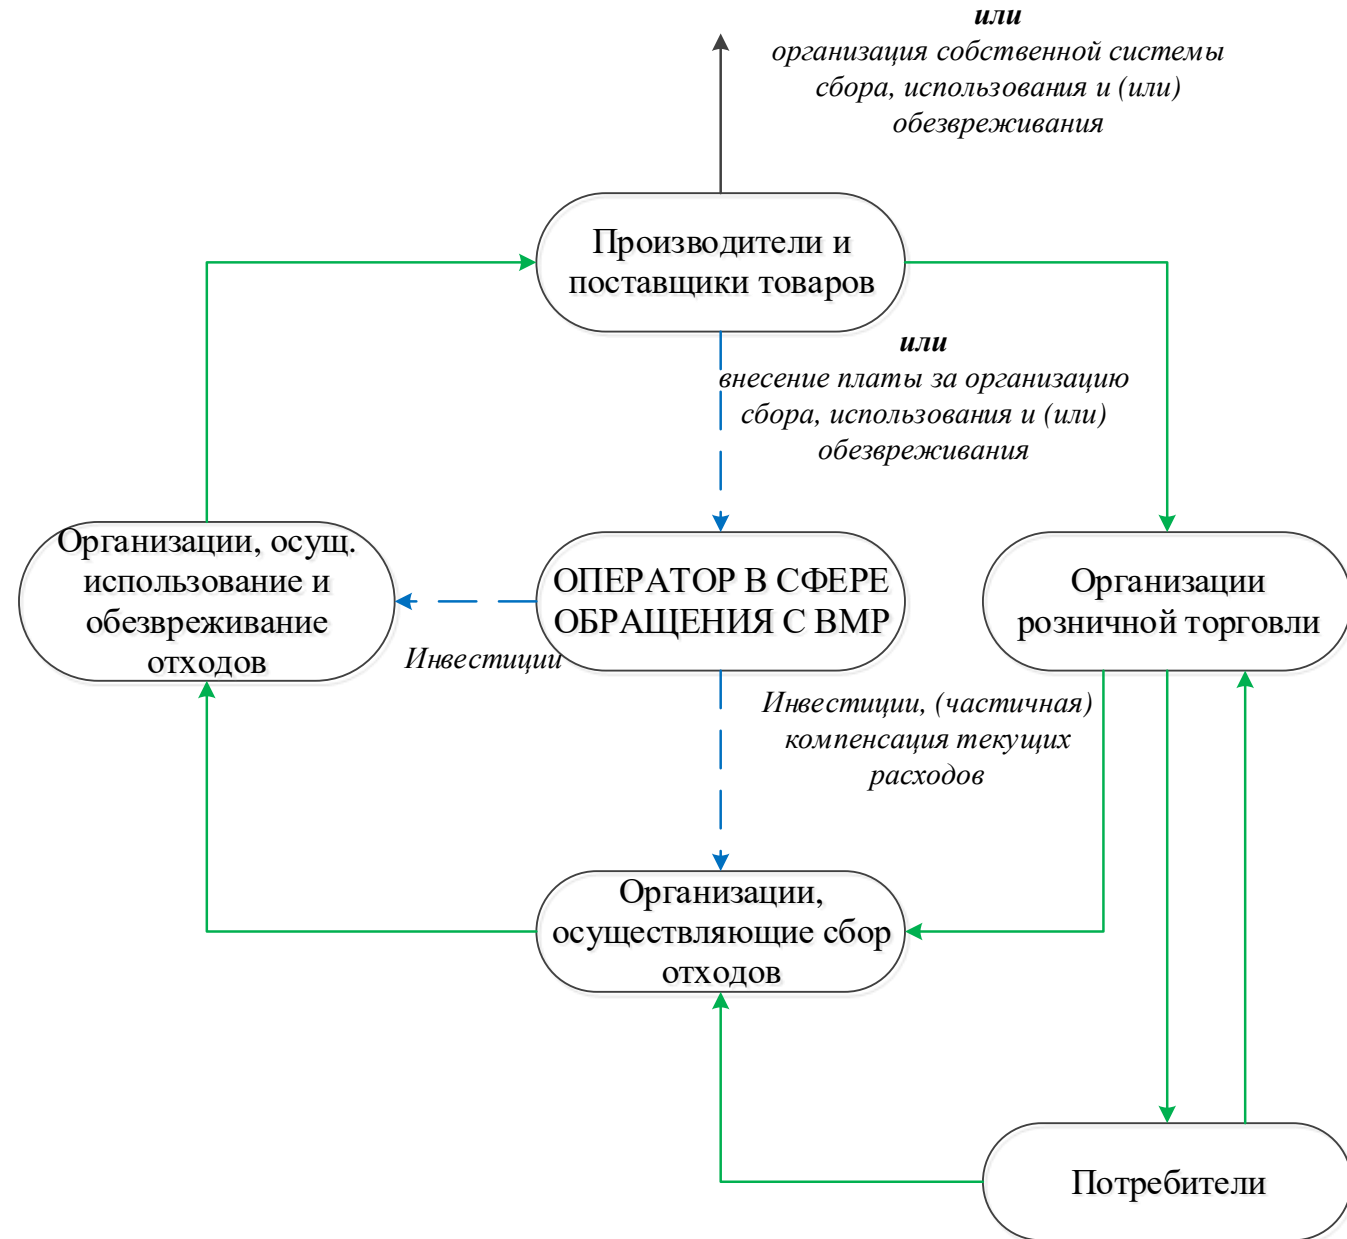 или
организация собственной системы
сбора, использования и (или)
обезвреживания
Производители и
поставщики товаров
или
внесение платы за организацию
сбора, использования и (или)
обезвреживания
Организации, осущ.
использование и
обезвреживание
отходов
ОПЕРАТОР В СФЕРЕ
ОБРАЩЕНИЯ С ВМР
Организации
розничной торговли
Инвестиции
Инвестиции, (частичная)
компенсация текущих
расходов
Организации,
осуществляющие сбор
отходов
Потребители